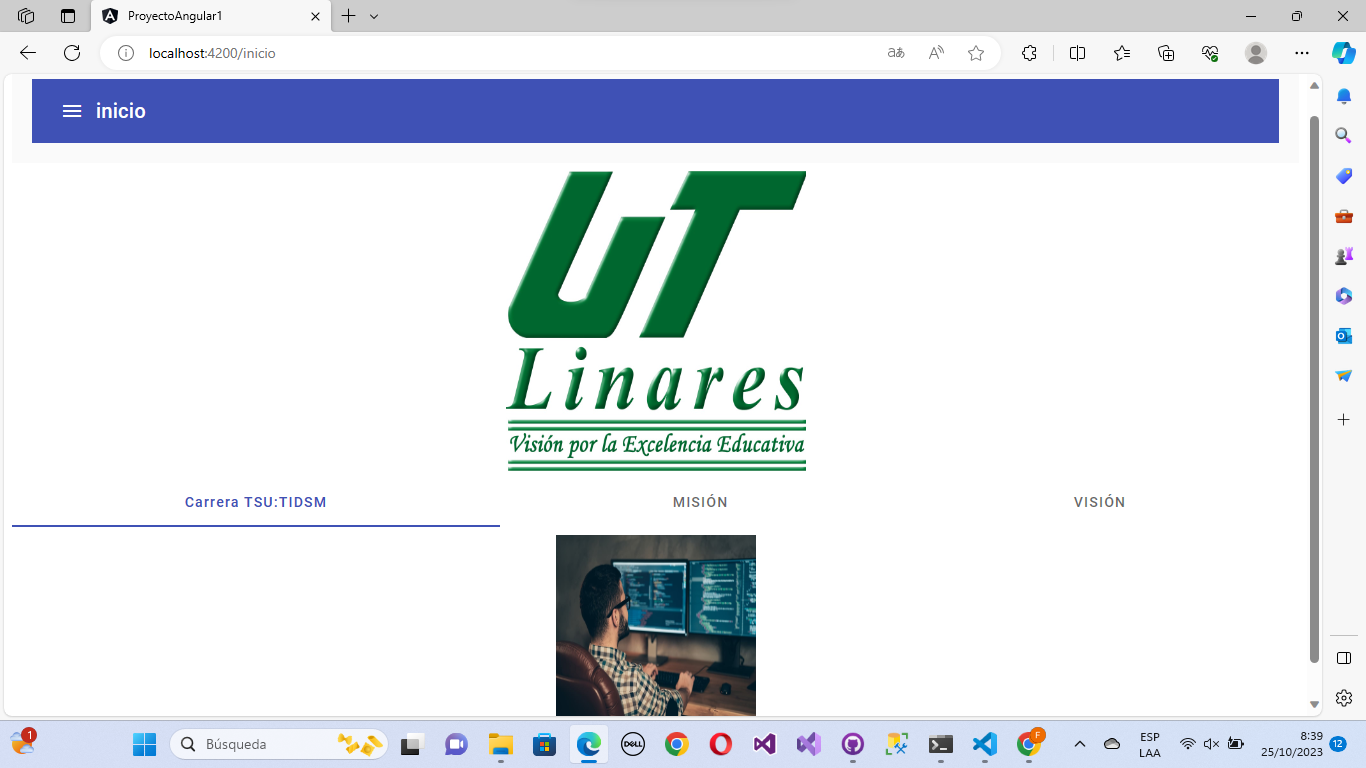 ProyectoAngular1
localhost:4200/inicio
inicio
UT
Linares
Visión por la Excelencia Educativa
Carrera TSU:TIDSM
MISIÓN
VISIÓN
1
Búsqueda
DELL
F
ESP
LAA
8:39
25/10/2023
12